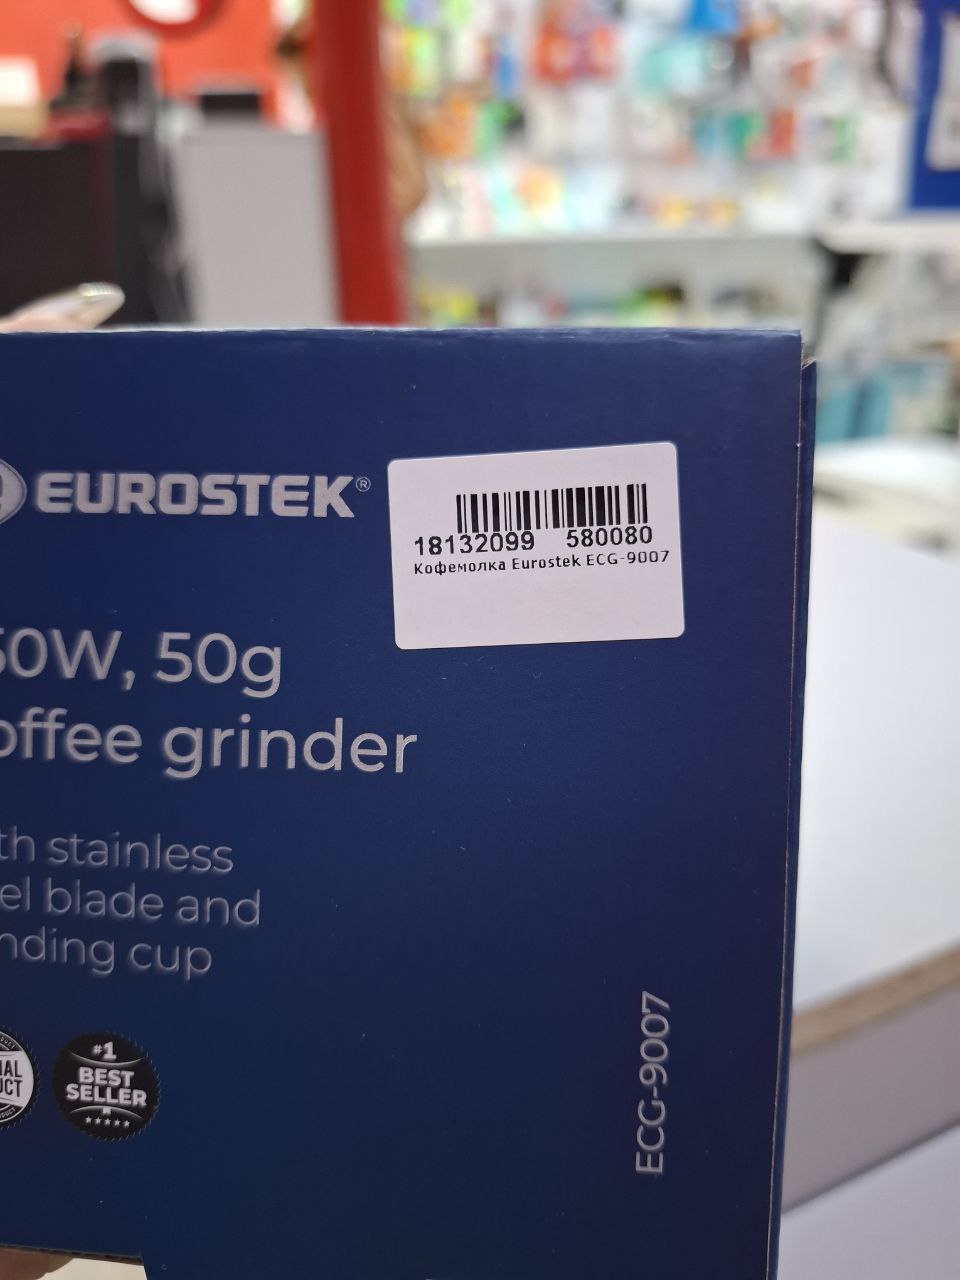 EUROSTEK®
18132099 580080
Кофемолка Eurostek ECG-9007
50W, 50g
offee grinder
th stainless
el blade and
nding cup
#1
BEST
SELLER
ECG-9007